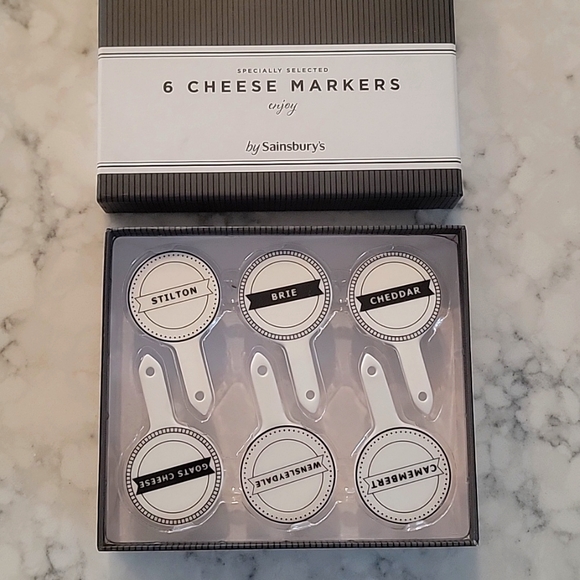 SPECIALLY SELECTED
6 CHEESE MARKERS
enjoy
by Sainsbury's
STILTON
BRIE
CHEDDAR
GOATS CHEESE
WENSLEYDALE
CAMEMBERT